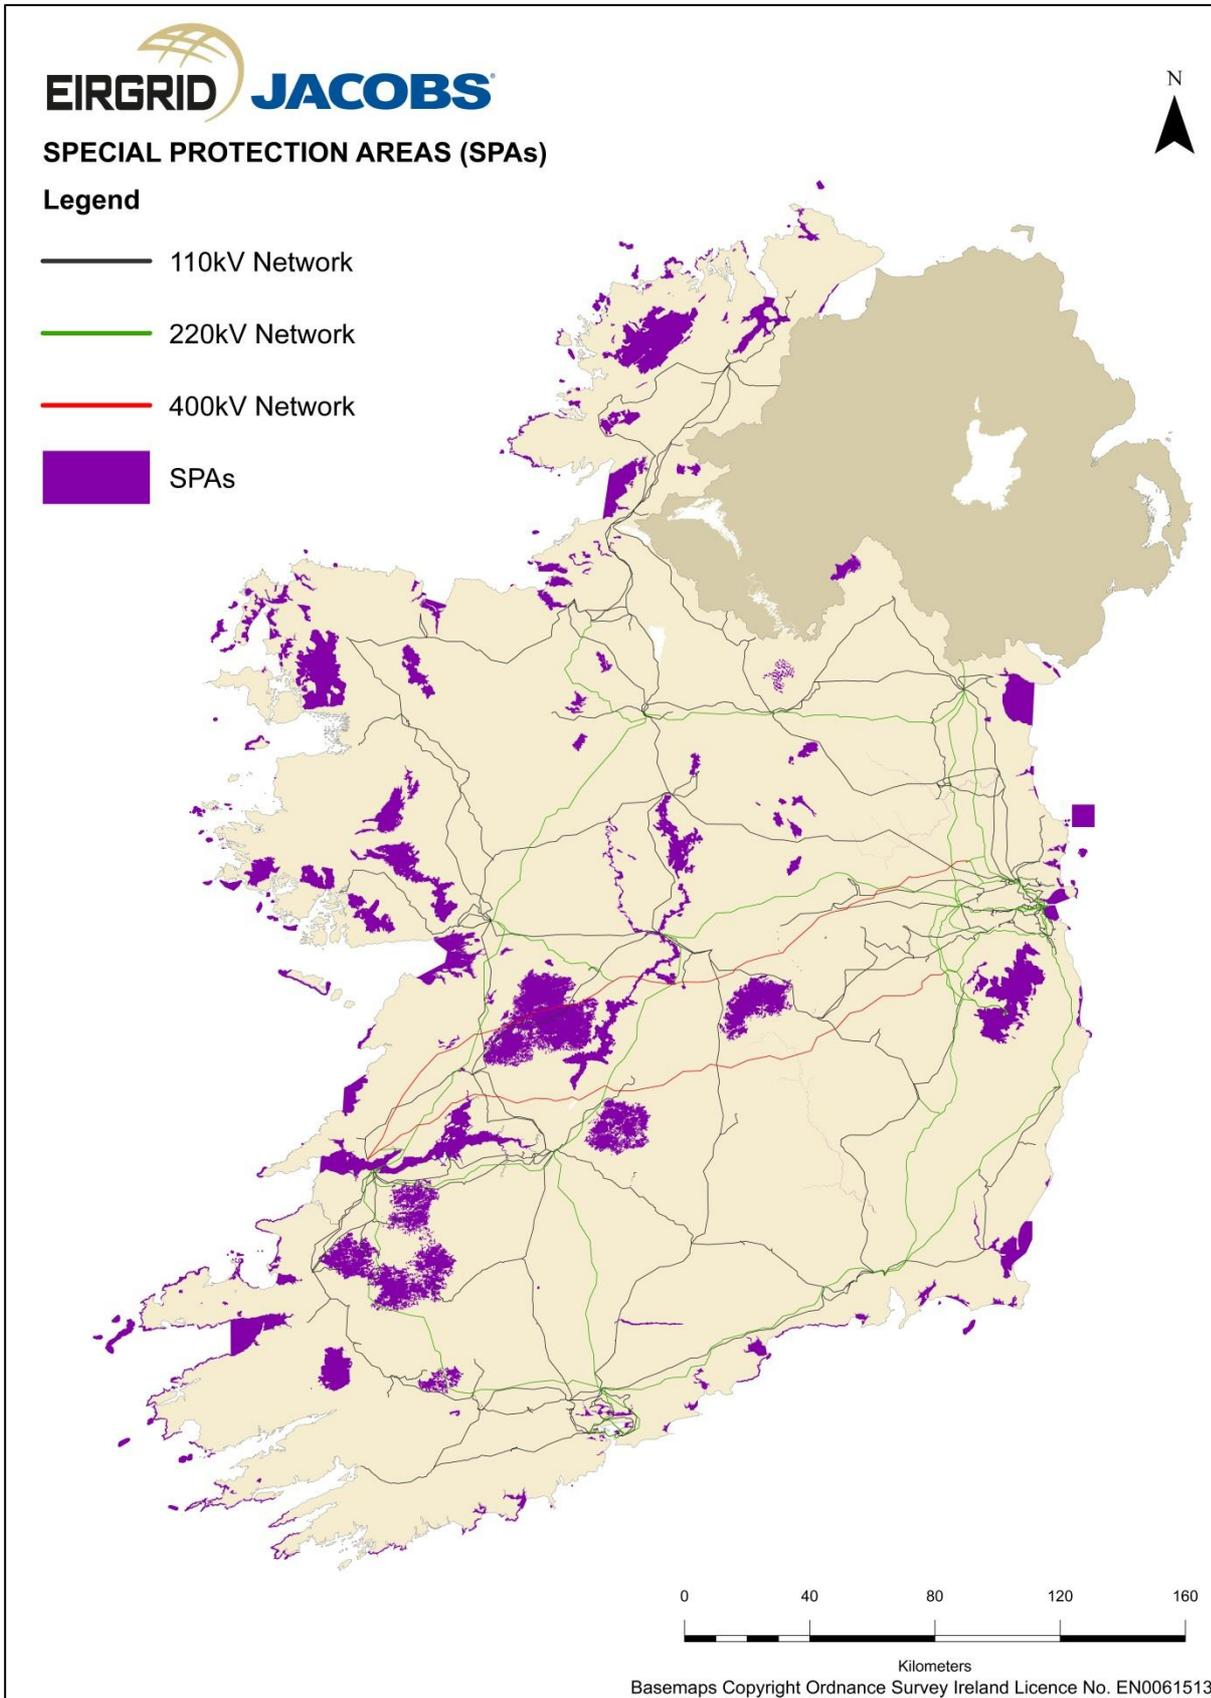 EIRGRID JACOBS
SPECIAL PROTECTION AREAS (SPAs)
Legend
110kV Network
220kV Network
400kV Network
SPAs
N
0 40 80 120 160
Kilometers
Basemaps Copyright Ordnance Survey Ireland Licence No. EN0061513